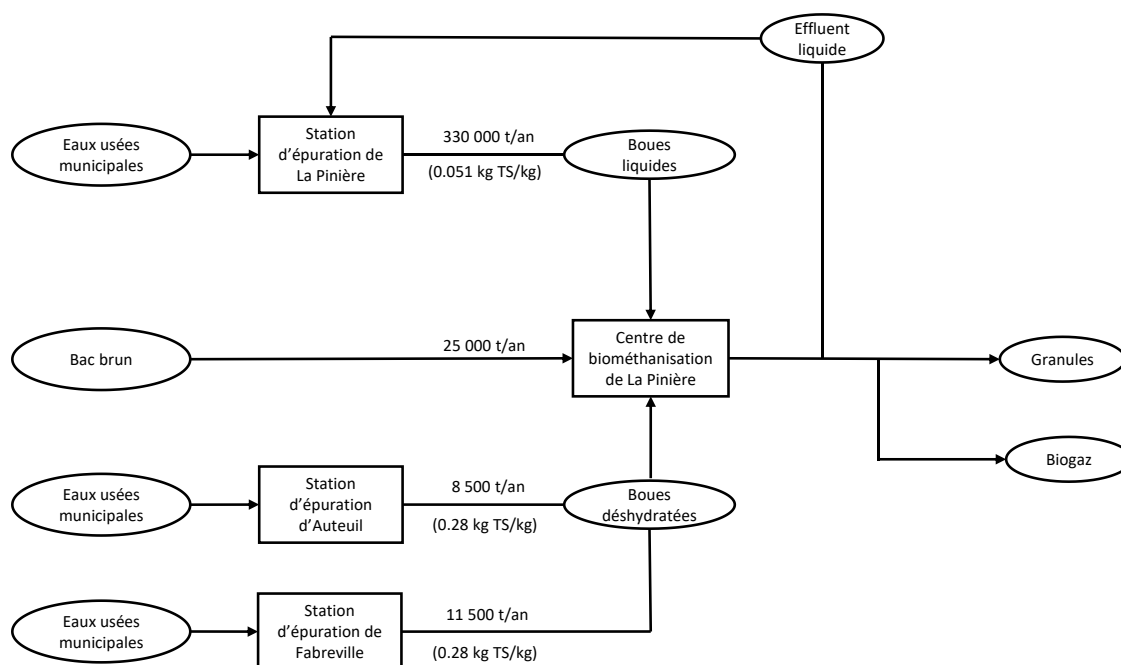 Effluent
liquide
Eaux usées
municipales
Station
d'épuration de
La Pinière
330 000 t/an
(0.051 kg TS/kg)
Boues
liquides
Bac brun
25 000 t/an
Centre de
biométhanisation
de La Pinière
Granules
Biogaz
Eaux usées
municipales
Station
d'épuration
d'Auteuil
8 500 t/an
(0.28 kg TS/kg)
Boues
déshydratées
Eaux usées
municipales
Station
d'épuration de
Fabreville
11 500 t/an
(0.28 kg TS/kg)